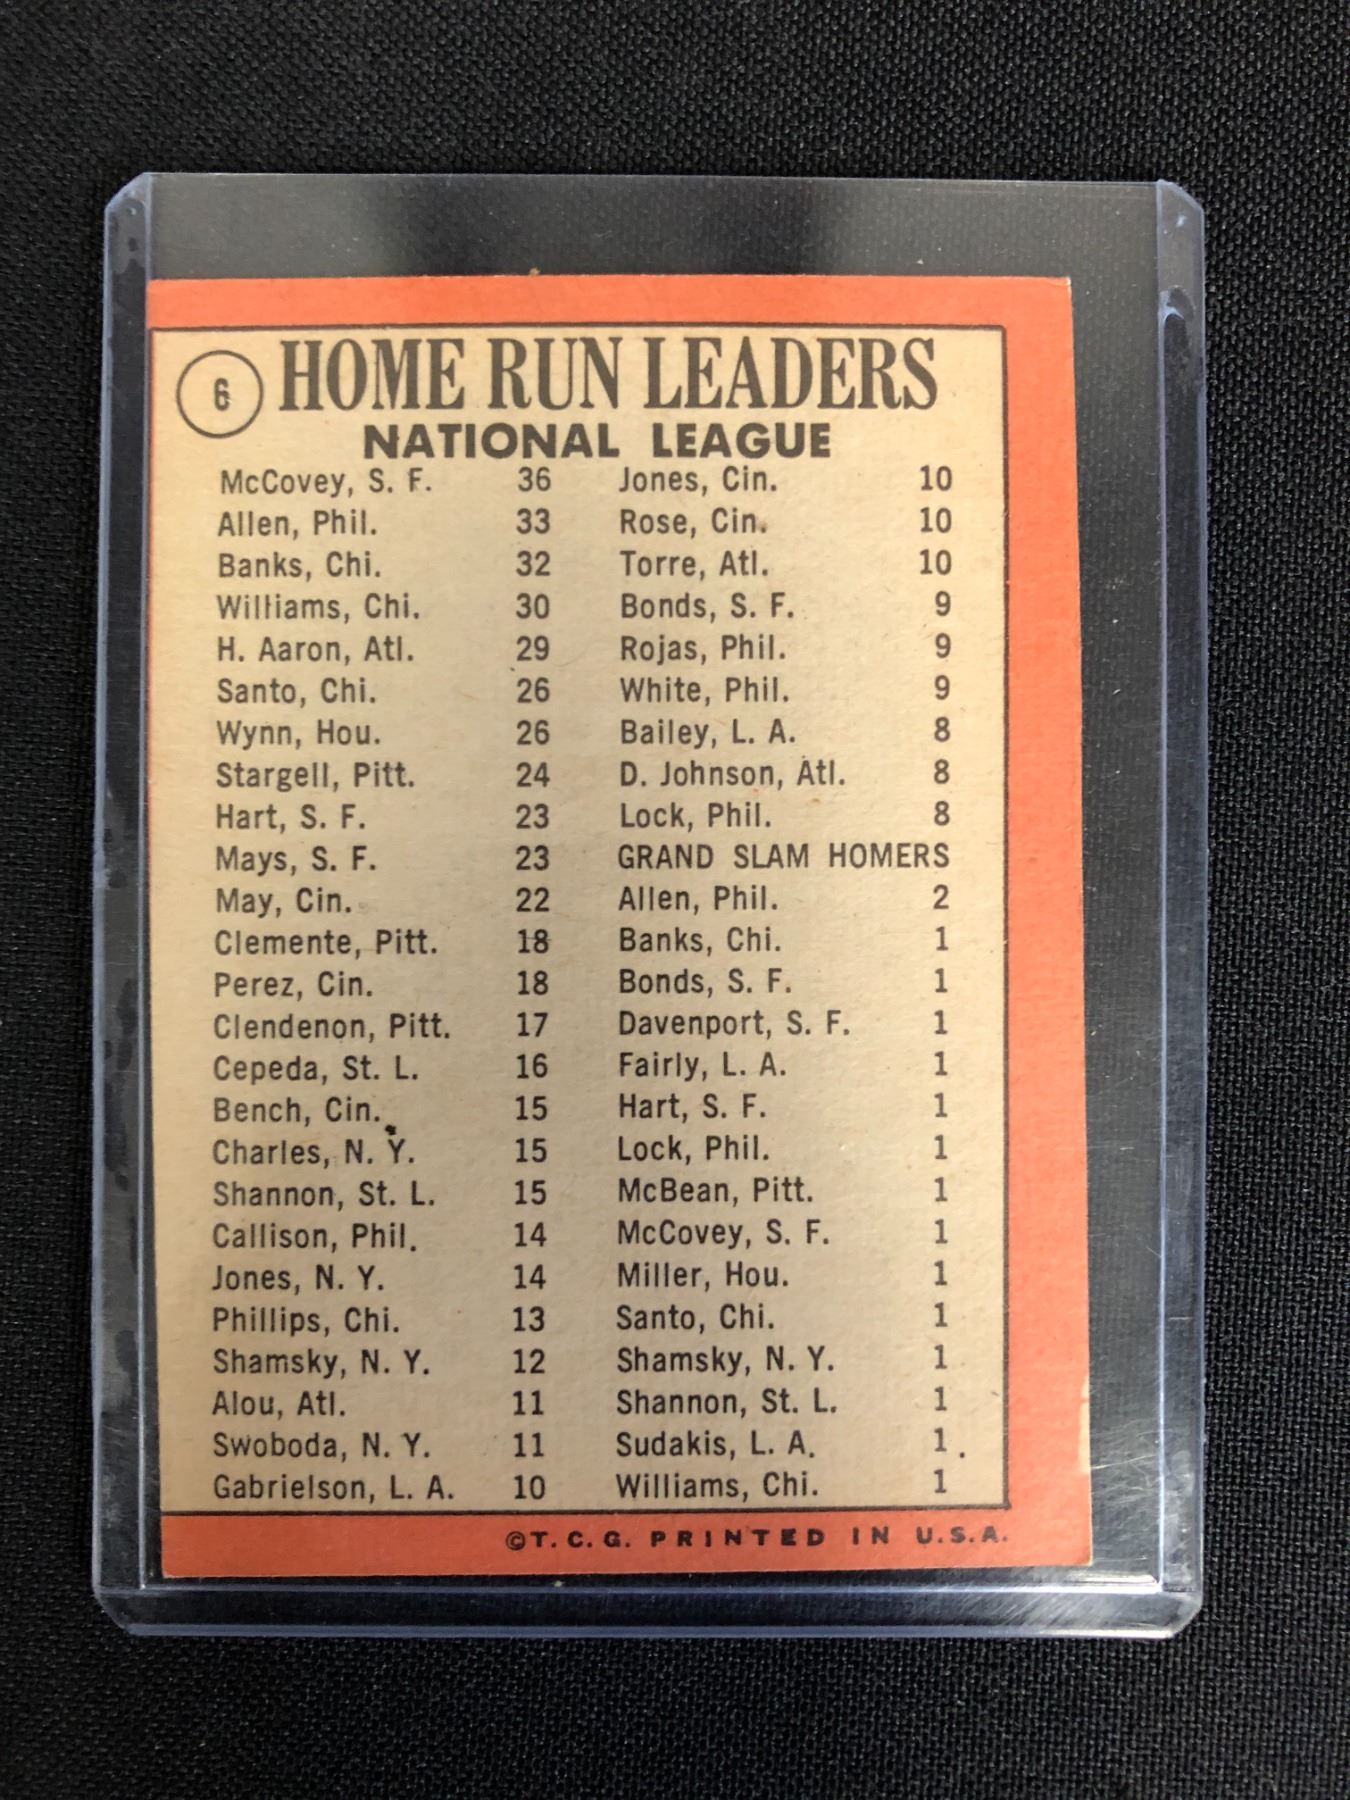 6 HOME RUN LEADERS
NATIONAL LEAGUE
McCovey, S. F. 36
Allen, Phil. 33
Banks, Chi. 32
Williams, Chi. 30
H. Aaron, Atl. 29
Santo, Chi. 26
Wynn, Hou. 26
Stargell, Pitt. 24
Hart, S. F. 23
Mays, S. F. 23
May, Cin. 22
Clemente, Pitt. 18
Perez, Cin. 18
Clendenon, Pitt. 17
Cepeda, St. L. 16
Bench, Cin. 15
Charles, N. Y. 15
Shannon, St. L. 15
Callison, Phil. 14
Jones, N. Y. 14
Phillips, Chi. 13
Shamsky, N. Y. 12
Alou, Atl. 11
Swoboda, N. Y. 11
Gabrielson, L. A. 10
Jones, Cin. 10
Rose, Cin. 10
Torre, Atl. 10
Bonds, S. F. 9
Rojas, Phil. 9
White, Phil. 9
Bailey, L. A. 8
D. Johnson, Atl. 8
Lock, Phil. 8
GRAND SLAM HOMERS
Allen, Phil. 2
Banks, Chi. 1
Bonds, S. F. 1
Davenport, S. F. 1
Fairly, L. A. 1
Hart, S. F. 1
Lock, Phil. 1
McBean, Pitt. 1
McCovey, S. F. 1
Miller, Hou. 1
Santo, Chi. 1
Shamsky, N. Y. 1
Shannon, St. L. 1
Sudakis, L. A. 1
Williams, Chi. 1
©T. C. G. PRINTED IN U.S.A.